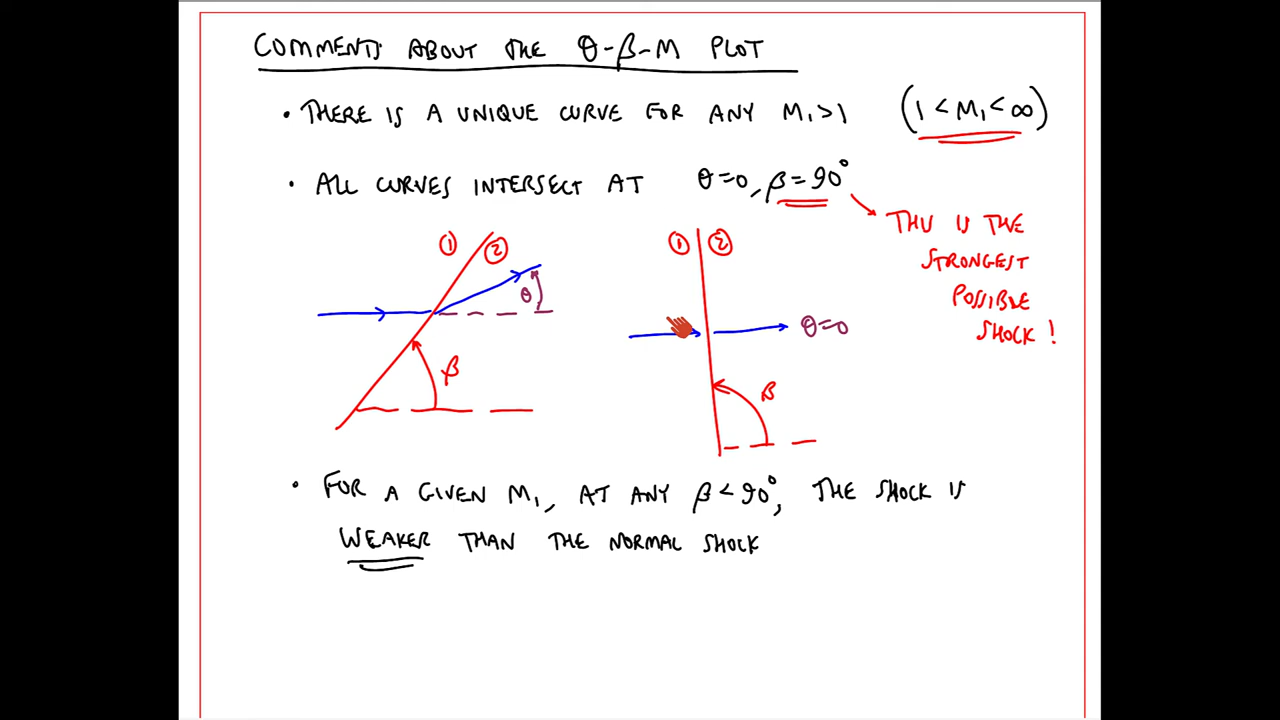 COMMENTS ABOUT THE θ-β-M PLOT
• THERE IS A UNIQUE CURVE FOR ANY M₁>1 (1<M₁<∞)
• ALL CURVES INTERSECT AT θ=0, β=90°
THIS IS THE
STRONGEST
POSSIBLE
SHOCK!
① ②
θ
β
① ②
θ=0
β
• FOR A GIVEN M₁, AT ANY β<90°, THE SHOCK IS
WEAKER THAN THE NORMAL SHOCK